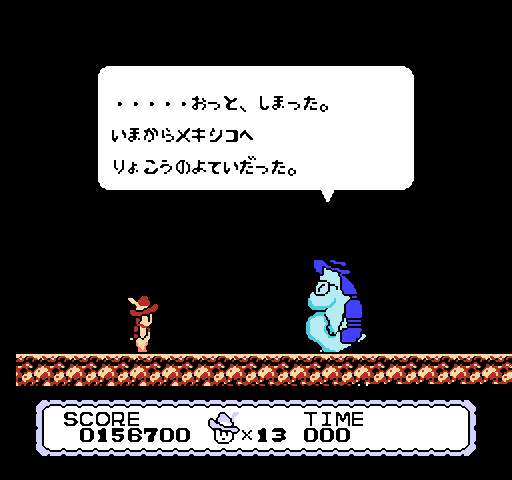 ・・・・・おっと、しまった。
いまからメキシコへ
りょこうのよていだった。
SCORE TIME
0156700 ×13 000